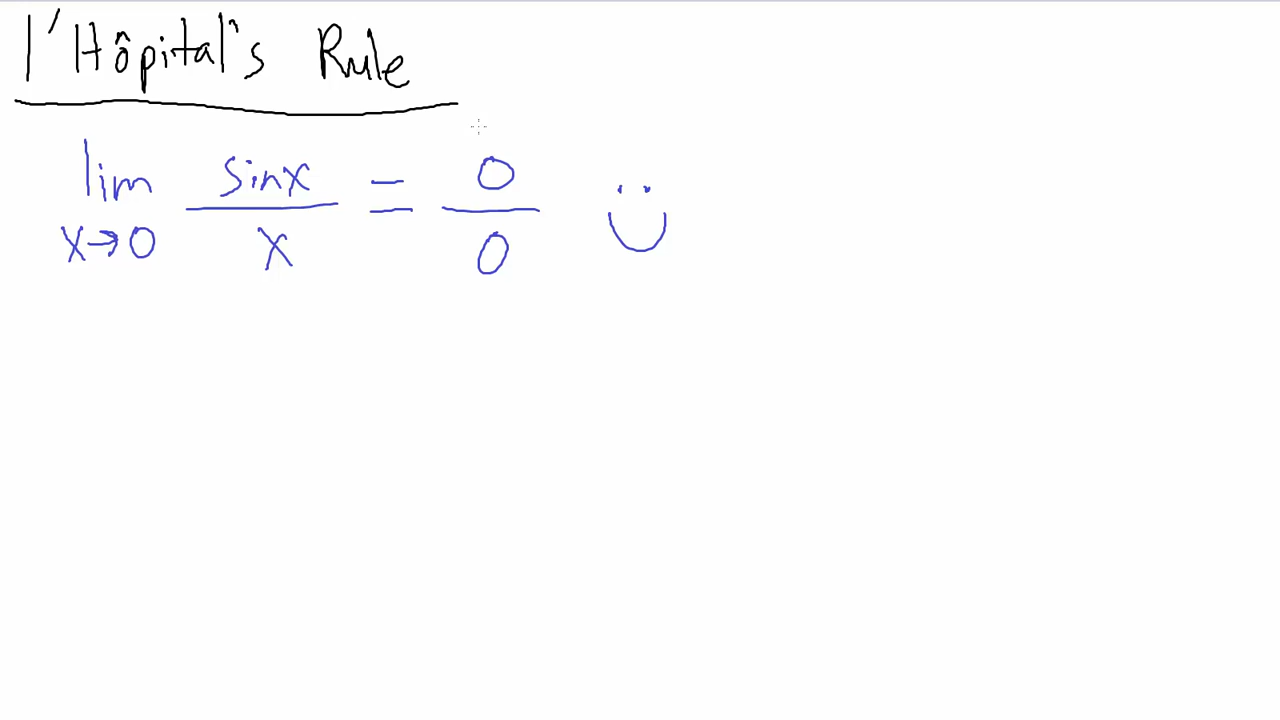 l'Hôpital's Rule
lim sinx/x = 0/0
x→0